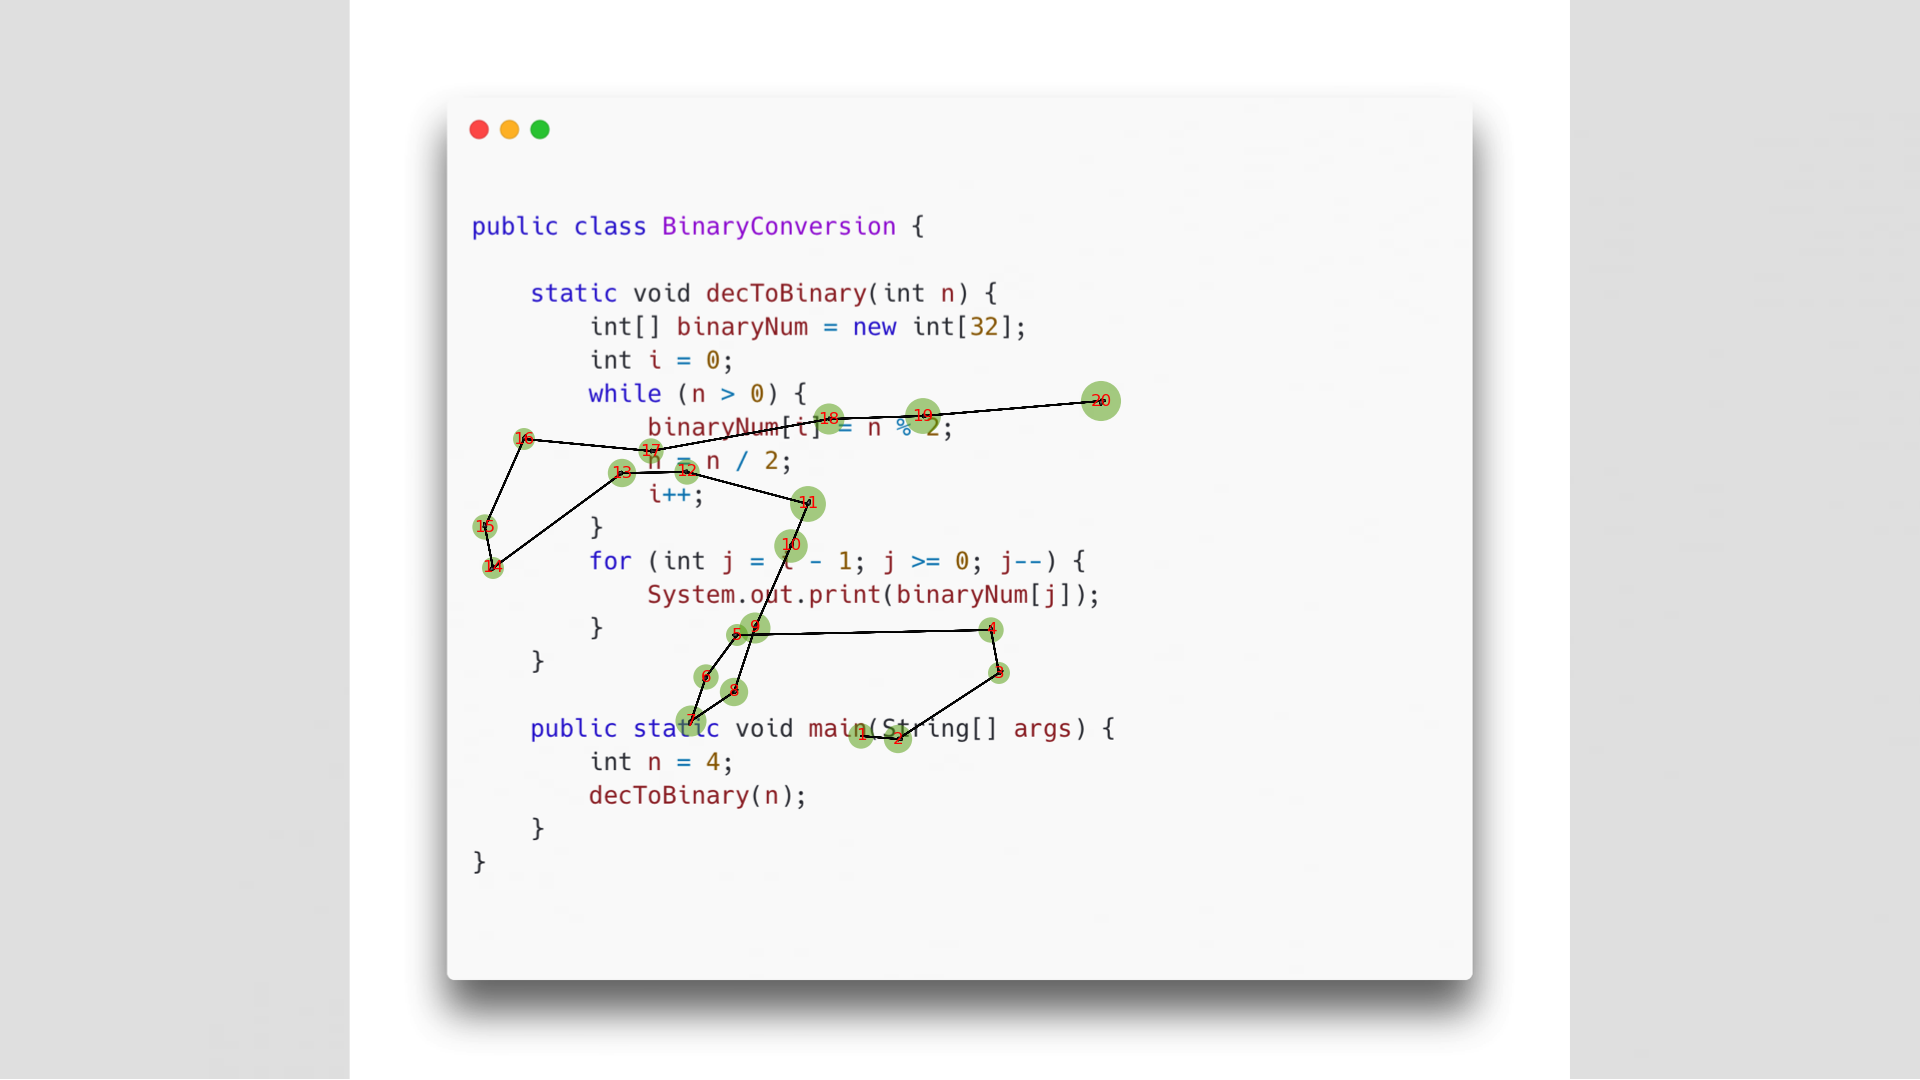 public class BinaryConversion {
static void decToBinary(int n) {
int[] binaryNum = new int[32];
int i = 0;
while (n > 0) {
binaryNum[i] = n % 2;
n = n / 2;
i++;
}
for (int j = i - 1; j >= 0; j--) {
System.out.print(binaryNum[j]);
}
}
public static void main(String[] args) {
int n = 4;
decToBinary(n);
}
}
1
2
3
4
5
6
7
8
9
10
11
12
13
14
15
16
17
18
19
20